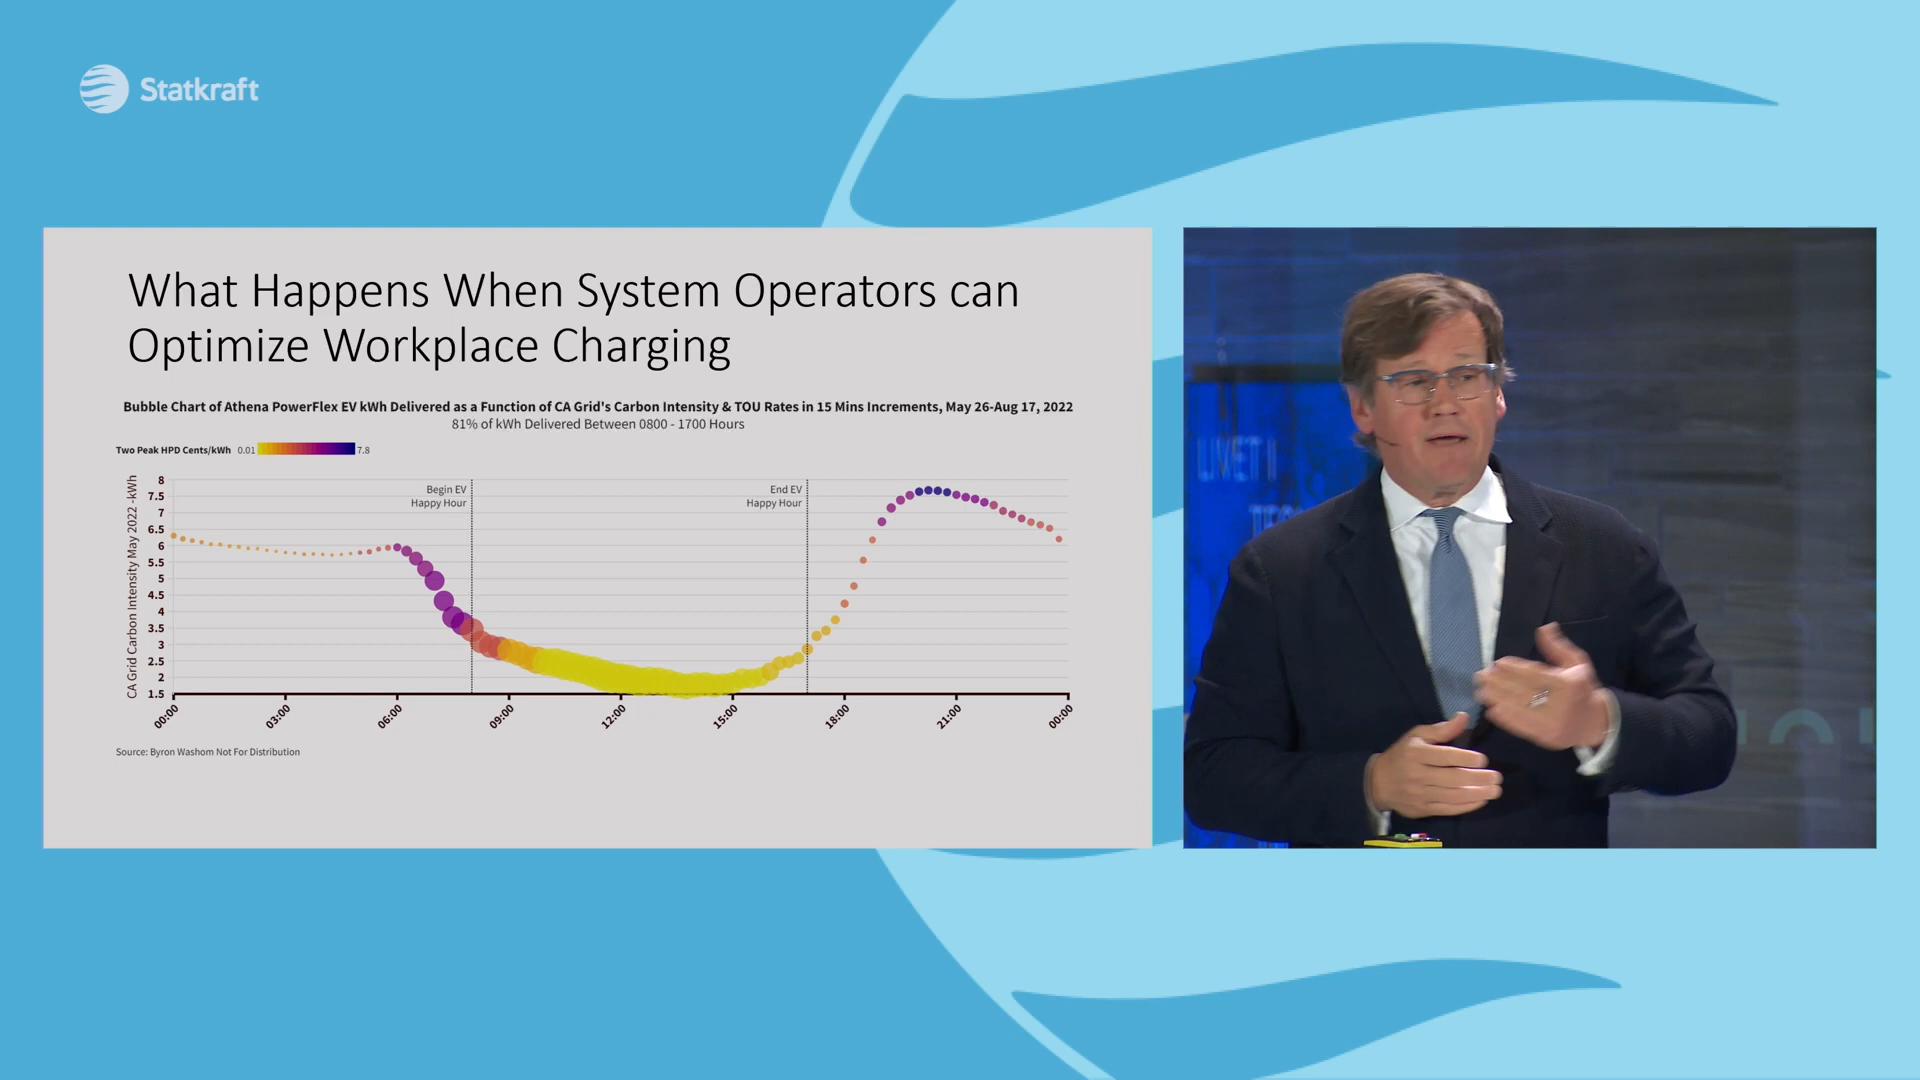 Statkraft
What Happens When System Operators can
Optimize Workplace Charging
Bubble Chart of Athena PowerFlex EV kWh Delivered as a Function of CA Grid's Carbon Intensity & TOU Rates in 15 Mins Increments, May 26-Aug 17, 2022
81% of kWh Delivered Between 0800 - 1700 Hours
Two Peak HPD Cents/kWh 0.01 7.8
CA Grid Carbon Intensity May 2022 -kWh
8
7.5
7
6.5
6
5.5
5
4.5
4
3.5
3
2.5
2
1.5
Begin EV
Happy Hour
End EV
Happy Hour
00:00 03:00 06:00 09:00 12:00 15:00 18:00 21:00 00:00
Source: Byron Washom Not For Distribution
LIVET I